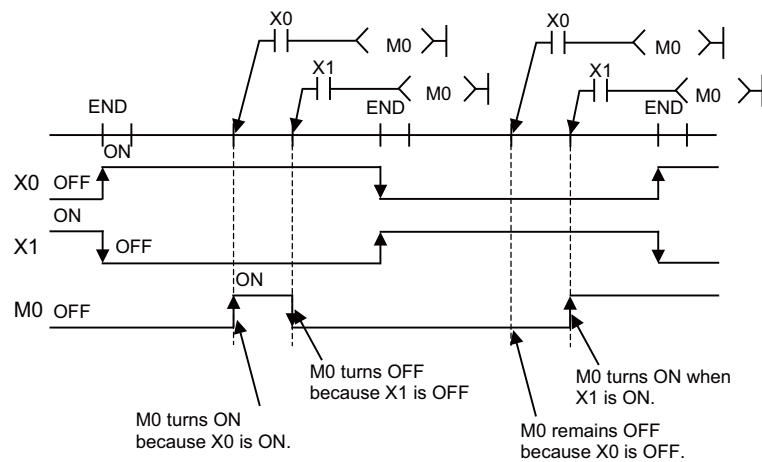 X0
M0
X0
M0
X1
M0
X1
M0
END
END
END
ON
X0 OFF
ON
X1
OFF
ON
M0 OFF
M0 turns OFF
because X1 is OFF
M0 turns ON when
X1 is ON.
M0 turns ON
because X0 is ON.
M0 remains OFF
because X0 is OFF.